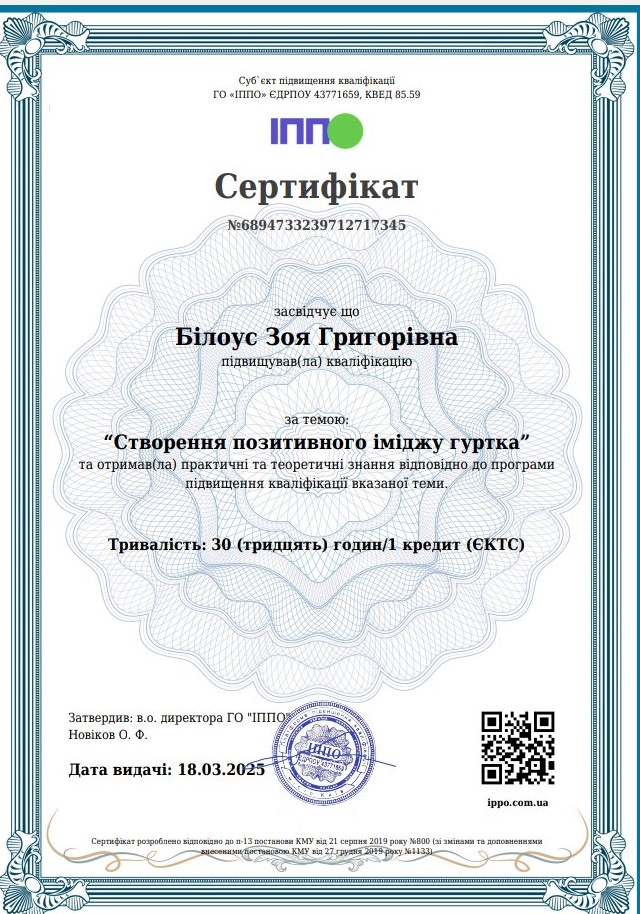 Суб`єкт підвищення кваліфікації
ГО «ІППО» ЄДРПОУ 43771659, КВЕД 85.59
ІППО
Сертифікат
№6894733239712717345
засвідчує що
Білоус Зоя Григорівна
підвищував(ла) кваліфікацію
за темою:
“Створення позитивного іміджу гуртка”
та отримав(ла) практичні та теоретичні знання відповідно до програми
підвищення кваліфікації вказаної теми.
Тривалість: 30 (тридцять) годин/1 кредит (ЄКТС)
Затвердив: в.о. директора ГО "ІППО"
Новіков О. Ф.
Дата видачі: 18.03.2025
ІППО
ЄДРПОУ 43771659
ippo.com.ua
Сертифікат розроблено відповідно до п-13 постанови КМУ від 21 серпня 2019 року №800 (зі змінами та доповненнями
внесеними постановою КМУ від 27 грудня 2019 року №1133)